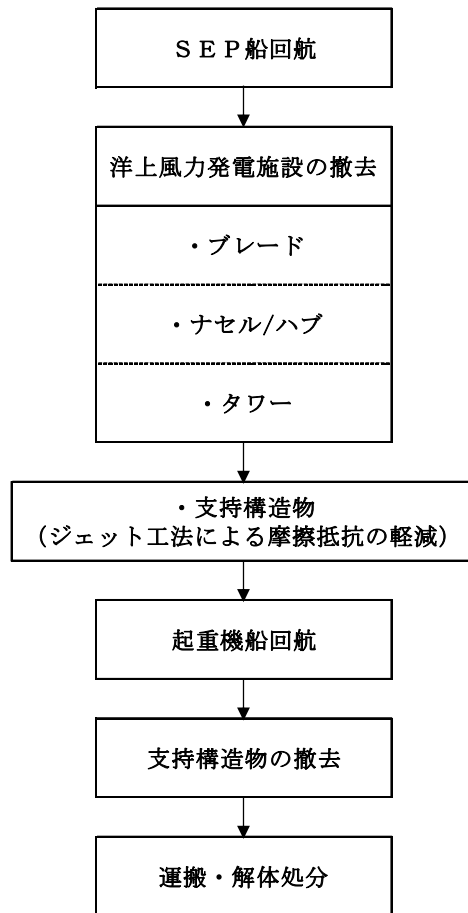 ＳＥＰ船回航
洋上風力発電施設の撤去
・ブレード
・ナセル/ハブ
・タワー
・支持構造物
（ジェット工法による摩擦抵抗の軽減）
起重機船回航
支持構造物の撤去
運搬・解体処分